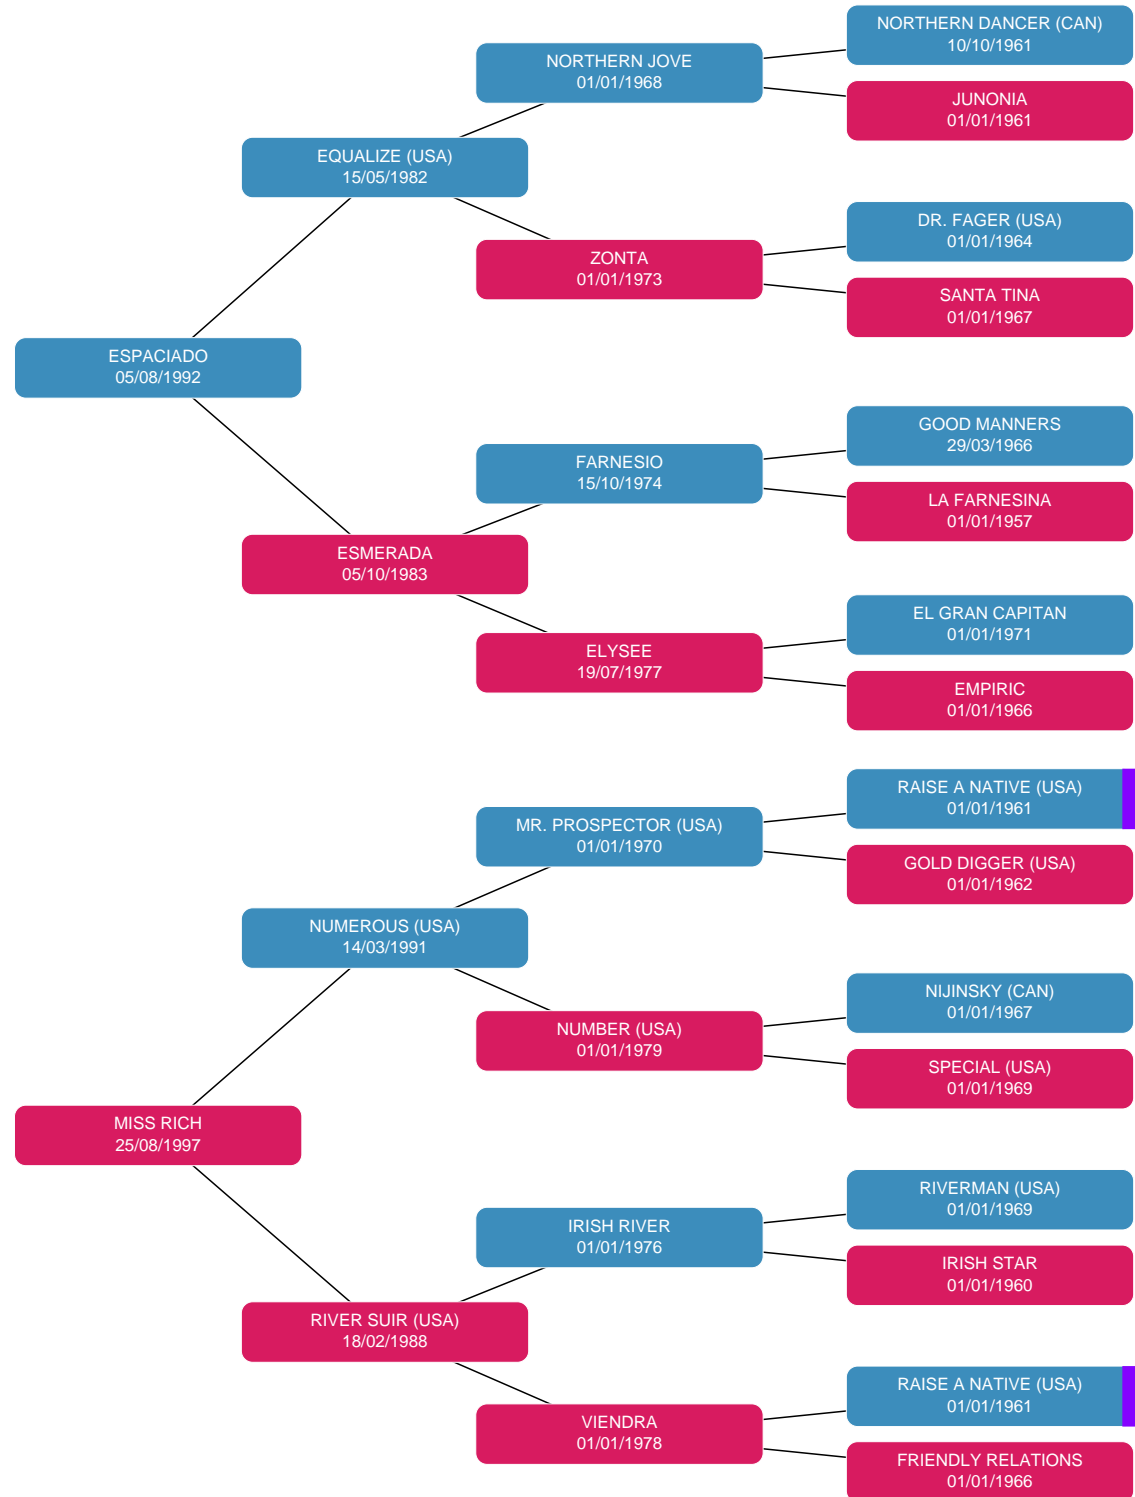 NORTHERN DANCER (CAN)
10/10/1961
NORTHERN JOVE
01/01/1968
JUNONIA
01/01/1961
EQUALIZE (USA)
15/05/1982
DR. FAGER (USA)
01/01/1964
ZONTA
01/01/1973
SANTA TINA
01/01/1967
ESPACIADO
05/08/1992
GOOD MANNERS
29/03/1966
FARNESIO
15/10/1974
LA FARNESINA
01/01/1957
ESMERADA
05/10/1983
EL GRAN CAPITAN
01/01/1971
ELYSEE
19/07/1977
EMPIRIC
01/01/1966
RAISE A NATIVE (USA)
01/01/1961
MR. PROSPECTOR (USA)
01/01/1970
GOLD DIGGER (USA)
01/01/1962
NUMEROUS (USA)
14/03/1991
NIJINSKY (CAN)
01/01/1967
NUMBER (USA)
01/01/1979
SPECIAL (USA)
01/01/1969
MISS RICH
25/08/1997
RIVERMAN (USA)
01/01/1969
IRISH RIVER
01/01/1976
IRISH STAR
01/01/1960
RIVER SUIR (USA)
18/02/1988
RAISE A NATIVE (USA)
01/01/1961
VIENDRA
01/01/1978
FRIENDLY RELATIONS
01/01/1966